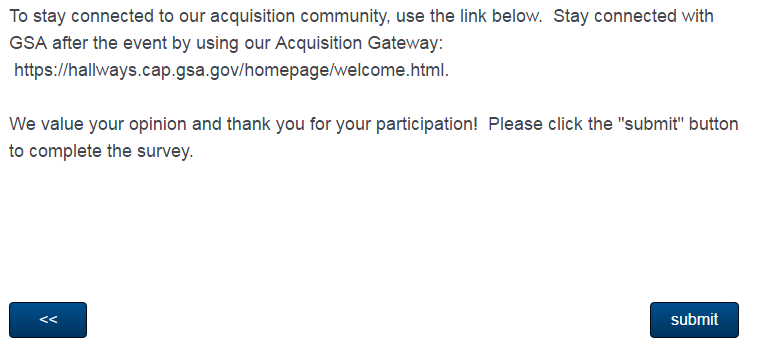 To stay connected to our acquisition community, use the link below.  Stay connected with
GSA after the event by using our Acquisition Gateway:
 https://hallways.cap.gsa.gov/homepage/welcome.html.
We value your opinion and thank you for your participation!  Please click the "submit" button
to complete the survey.
<<
submit